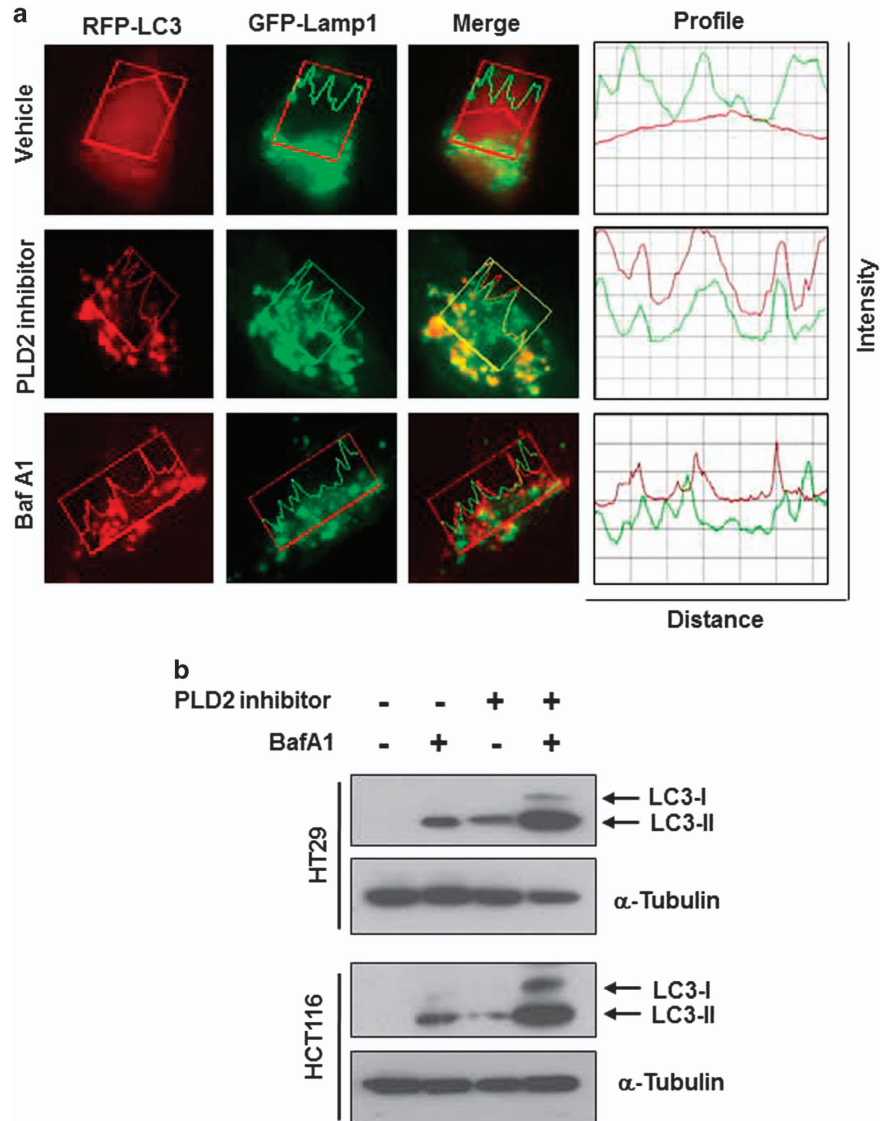 a
RFP-LC3 GFP-Lamp1 Merge Profile
Vehicle
PLD2 inhibitor
Baf A1
Intensity
Distance
b
PLD2 inhibitor - - + +
BafA1 - + - +
HT29
LC3-I
LC3-II
α-Tubulin
HCT116
LC3-I
LC3-II
α-Tubulin